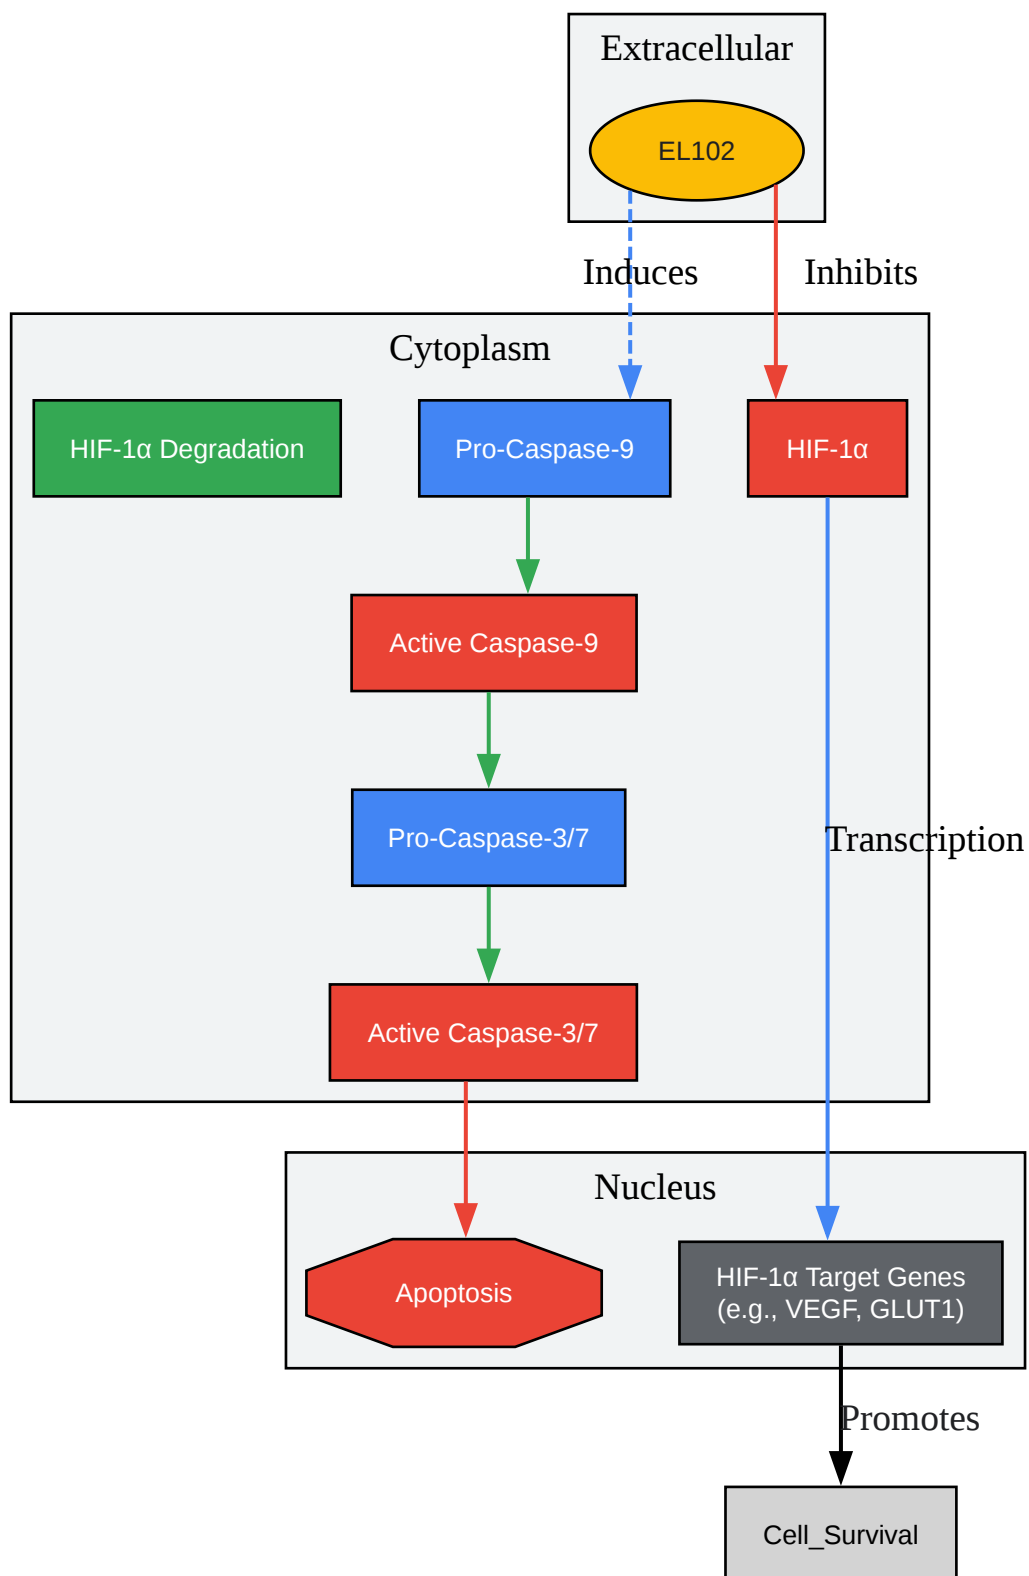 Extracellular
EL102
Induces
Inhibits
Cytoplasm
HIF-1α Degradation
Pro-Caspase-9
HIF-1α
Active Caspase-9
Pro-Caspase-3/7
Transcription
Active Caspase-3/7
Nucleus
Apoptosis
HIF-1α Target Genes
(e.g., VEGF, GLUT1)
Promotes
Cell_Survival